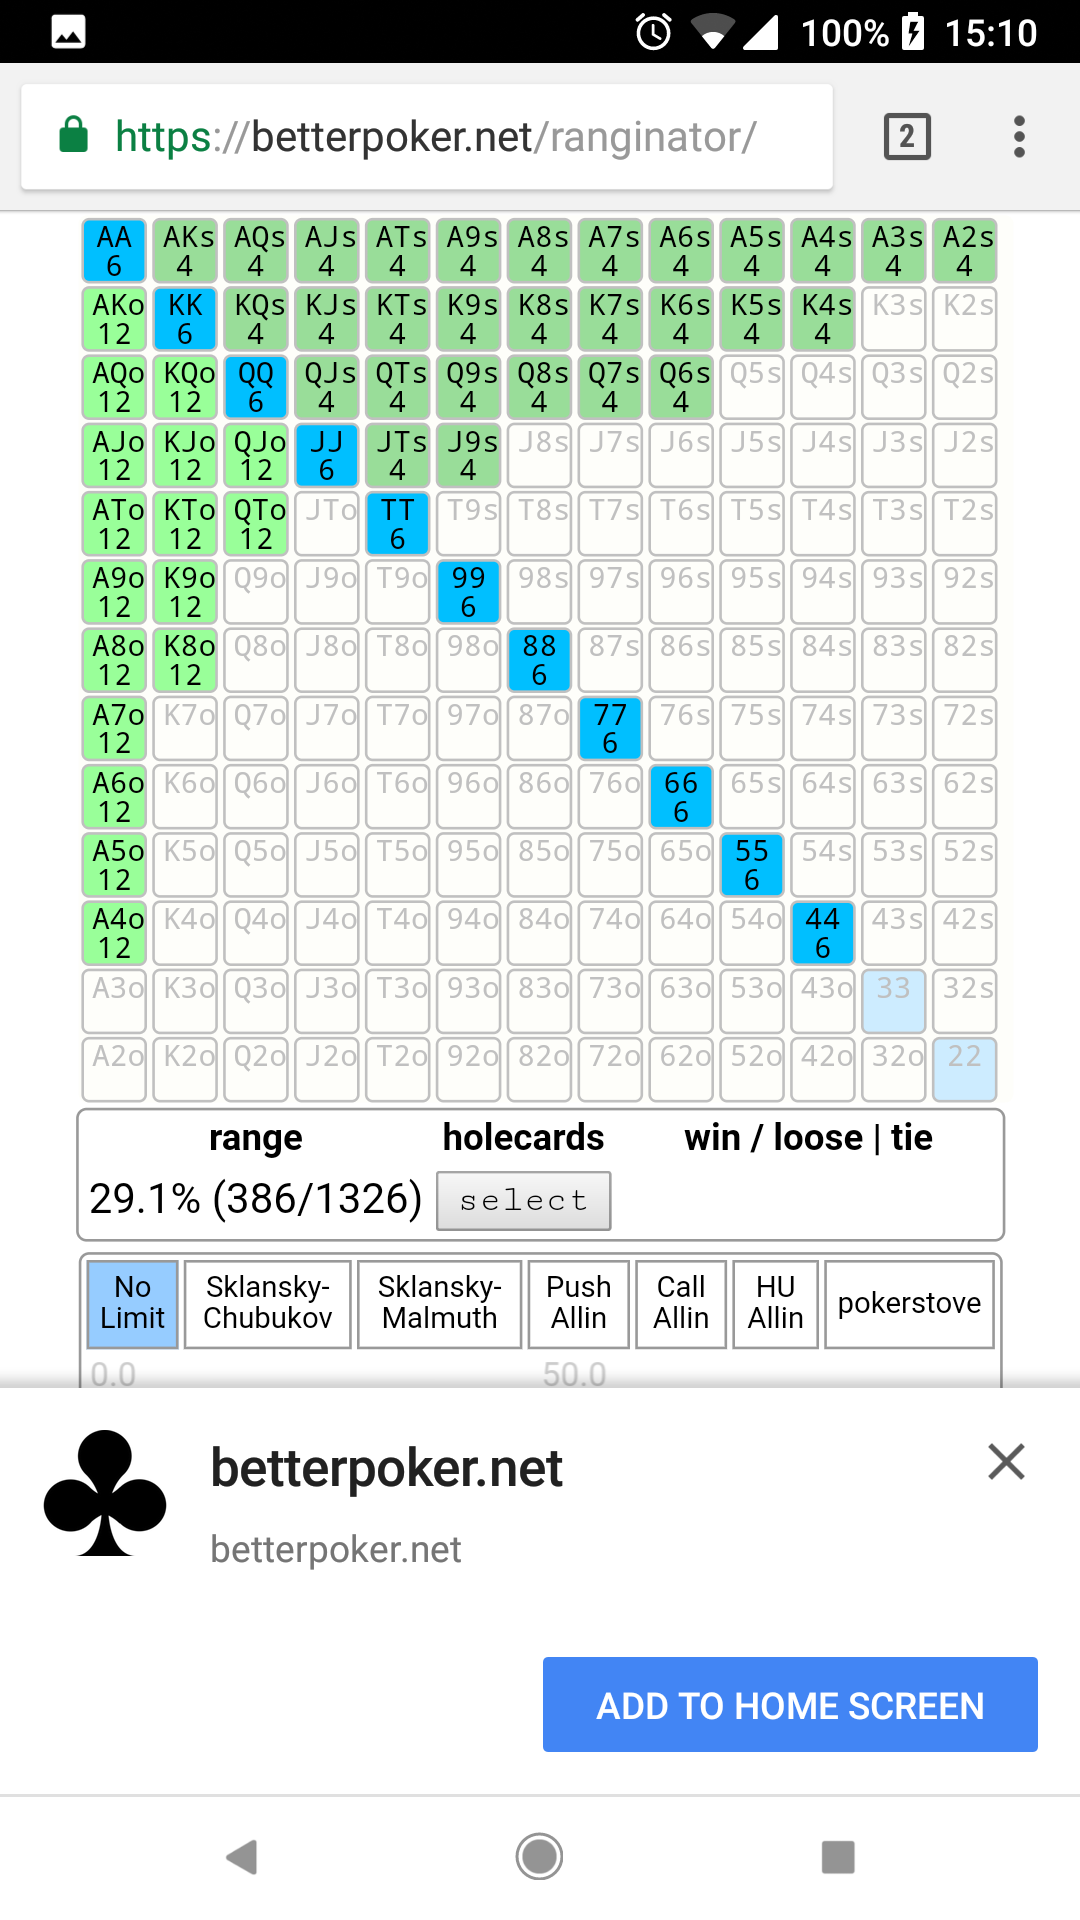 100% 15:10
https://betterpoker.net/ranginator/ 2
AA AKs AQs AJs ATs A9s A8s A7s A6s A5s A4s A3s A2s
6 4 4 4 4 4 4 4 4 4 4 4 4
AKo KK KQs KJs KTs K9s K8s K7s K6s K5s K4s K3s K2s
12 6 4 4 4 4 4 4 4 4 4
AQo KQo QQ QJs QTs Q9s Q8s Q7s Q6s Q5s Q4s Q3s Q2s
12 12 6 4 4 4 4 4 4
AJo KJo QJo JJ JTs J9s J8s J7s J6s J5s J4s J3s J2s
12 12 12 6 4 4
ATo KTo QTo JTo TT T9s T8s T7s T6s T5s T4s T3s T2s
12 12 12 6
A9o K9o Q9o J9o T9o 99 98s 97s 96s 95s 94s 93s 92s
12 12 6
A8o K8o Q8o J8o T8o 98o 88 87s 86s 85s 84s 83s 82s
12 12 6
A7o K7o Q7o J7o T7o 97o 87o 77 76s 75s 74s 73s 72s
12 6
A6o K6o Q6o J6o T6o 96o 86o 76o 66 65s 64s 63s 62s
12 6
A5o K5o Q5o J5o T5o 95o 85o 75o 65o 55 54s 53s 52s
12 6
A4o K4o Q4o J4o T4o 94o 84o 74o 64o 54o 44 43s 42s
12 6
A3o K3o Q3o J3o T3o 93o 83o 73o 63o 53o 43o 33 32s
A2o K2o Q2o J2o T2o 92o 82o 72o 62o 52o 42o 32o 22
range holecards win / loose | tie
29.1% (386/1326) select
No Limit Sklansky-Chubukov Sklansky-Malmuth Push Allin Call Allin HU Allin pokerstove
0.0 50.0
betterpoker.net
betterpoker.net
ADD TO HOME SCREEN